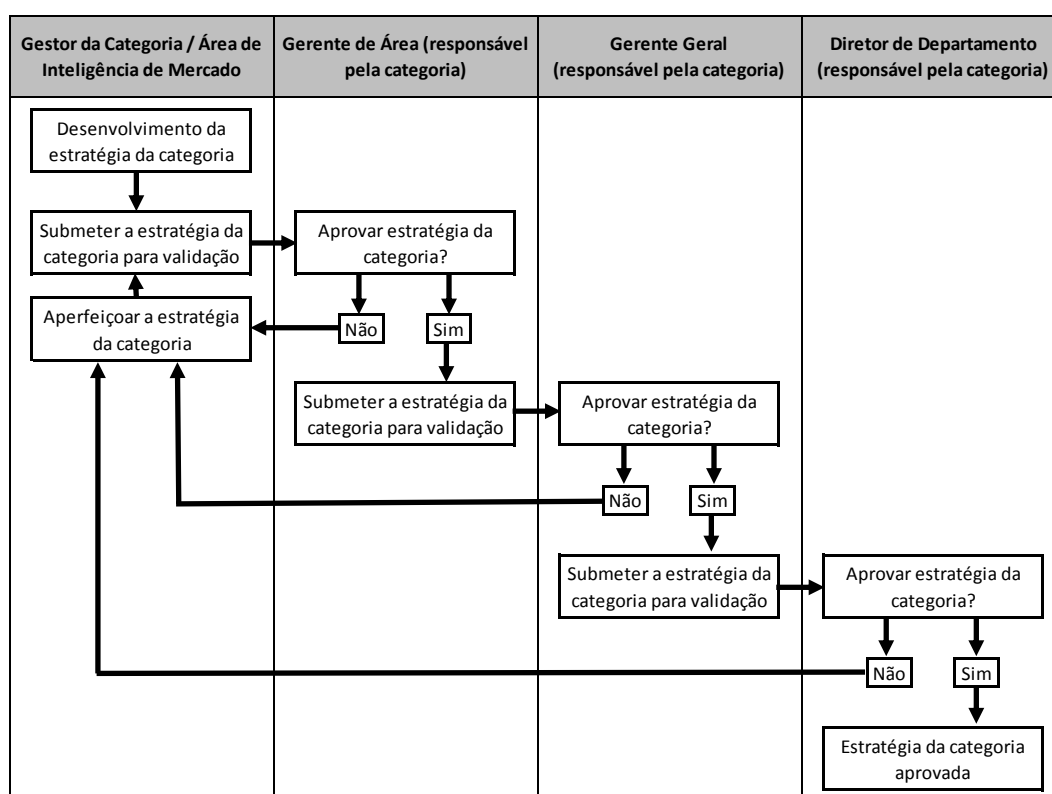 Gestor da Categoria / Área de
Inteligência de Mercado
Gerente de Área (responsável
pela categoria)
Gerente Geral
(responsável pela categoria)
Diretor de Departamento
(responsável pela categoria)
Desenvolvimento da
estratégia da categoria
Submeter a estratégia da
categoria para validação
Aprovar estratégia da
categoria?
Aperfeiçoar a estratégia
da categoria
Não
Sim
Submeter a estratégia da
categoria para validação
Aprovar estratégia da
categoria?
Não
Sim
Submeter a estratégia da
categoria para validação
Aprovar estratégia da
categoria?
Não
Sim
Estratégia da categoria
aprovada